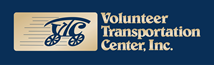 VTC
Volunteer
Transportation
Center, Inc.